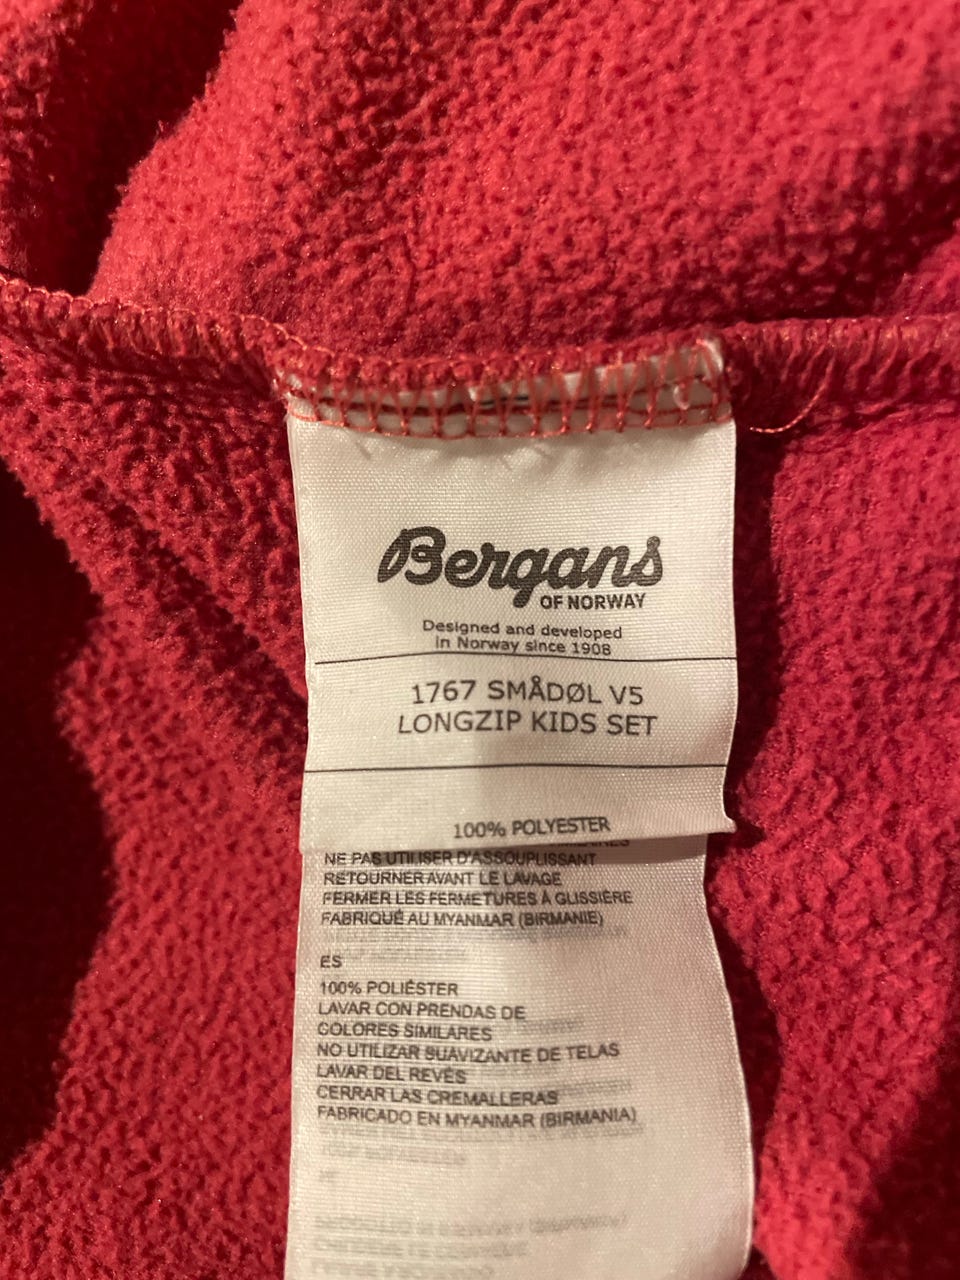 Bergans
OF NORWAY
Designed and developed
in Norway since 1908
1767 SMÅDØL V5
LONGZIP KIDS SET
100% POLYESTER
NE PAS UTILISER D'ASSOUPLISSANT
RETOURNER AVANT LE LAVAGE
FERMER LES FERMETURES À GLISSIÈRE
FABRIQUÉ AU MYANMAR (BIRMANIE)
ES
100% POLIÉSTER
LAVAR CON PRENDAS DE
COLORES SIMILARES
NO UTILIZAR SUAVIZANTE DE TELAS
LAVAR DEL REVÉS
CERRAR LAS CREMALLERAS
FABRICADO EN MYANMAR (BIRMANIA)